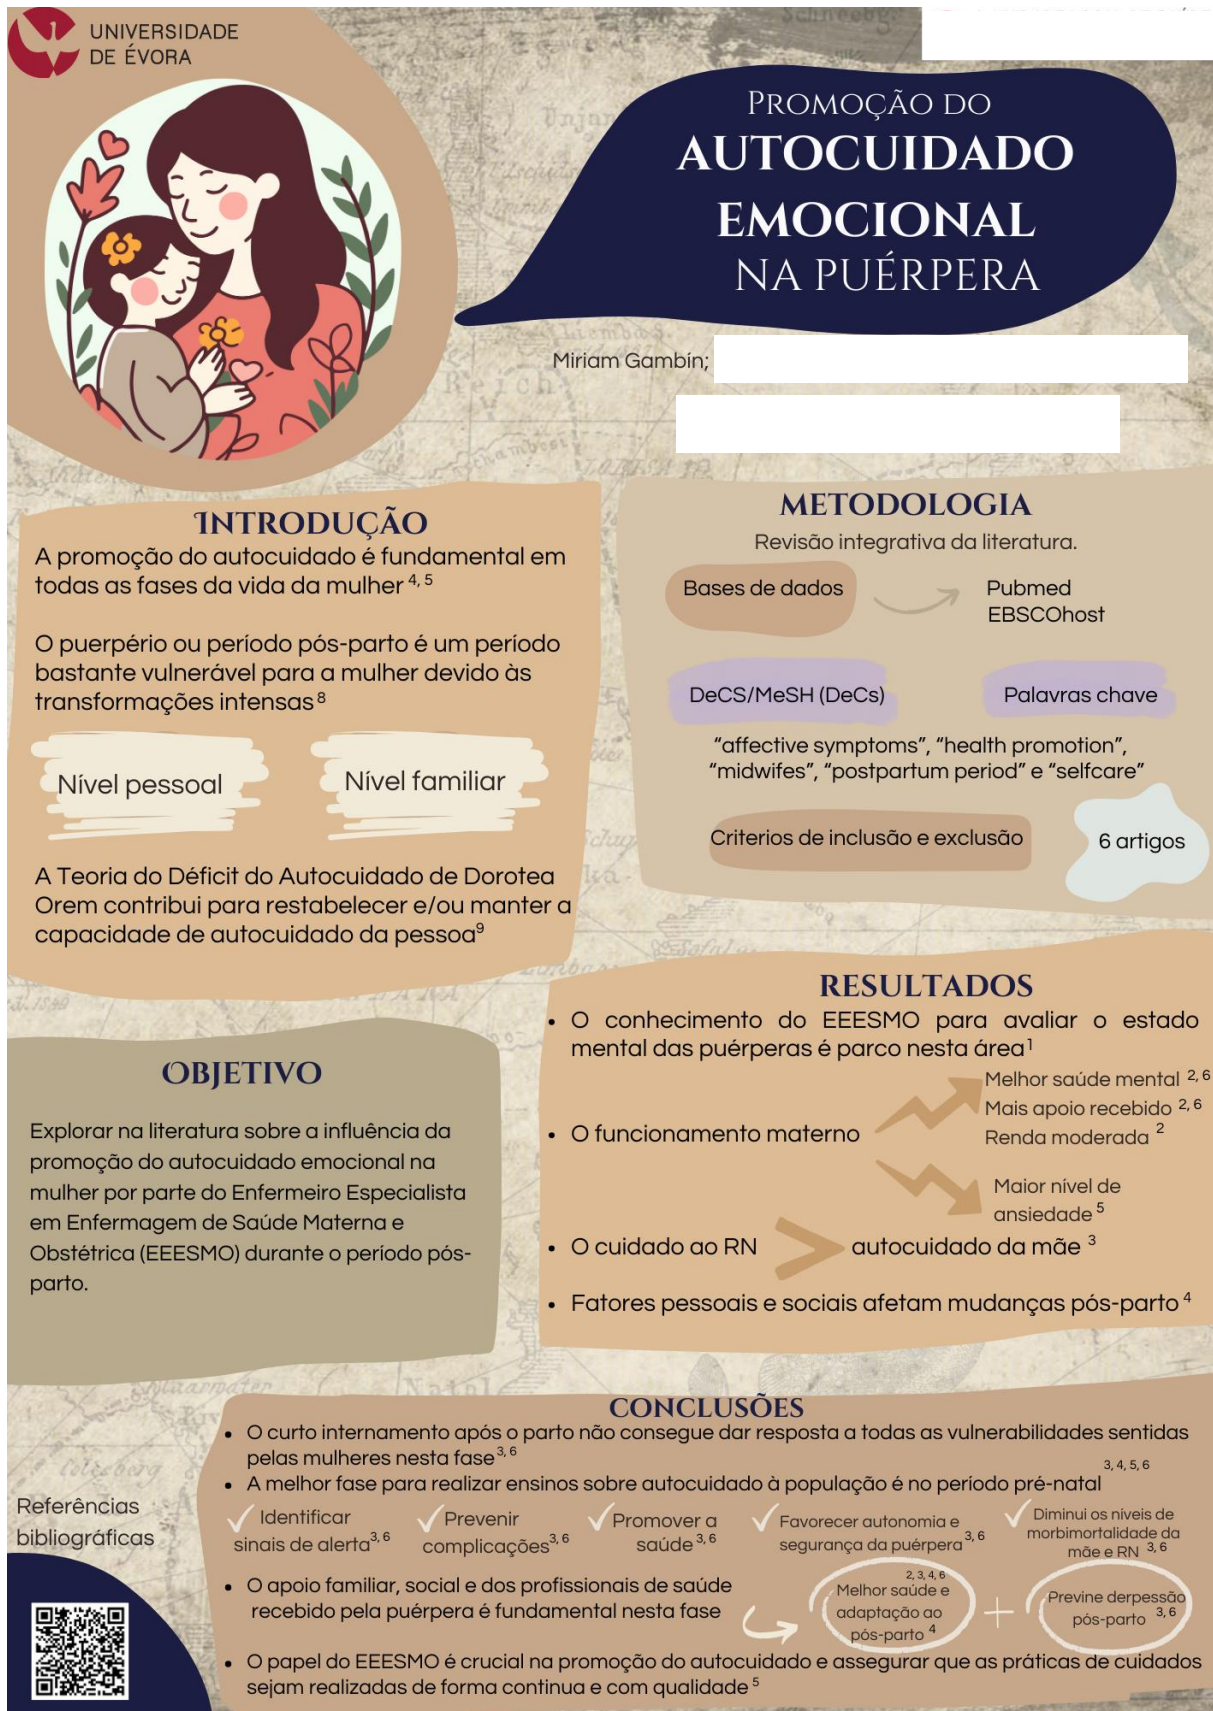 UNIVERSIDADE
DE ÉVORA
PROMOÇÃO DO
AUTOCUIDADO
EMOCIONAL
NA PUÉRPERA
Miriam Gambín;
INTRODUÇÃO
A promoção do autocuidado é fundamental em
todas as fases da vida da mulher 4, 5
O puerpério ou período pós-parto é um período
bastante vulnerável para a mulher devido às
transformações intensas 8
Nível pessoal
Nível familiar
A Teoria do Déficit do Autocuidado de Dorotea
Orem contribui para restabelecer e/ou manter a
capacidade de autocuidado da pessoa9
METODOLOGIA
Revisão integrativa da literatura.
Bases de dados
Pubmed
EBSCOhost
DeCS/MeSH (DeCs)
Palavras chave
“affective symptoms”, “health promotion”,
“midwifes”, “postpartum period” e “selfcare”
Criterios de inclusão e exclusão
6 artigos
OBJETIVO
Explorar na literatura sobre a influência da
promoção do autocuidado emocional na
mulher por parte do Enfermeiro Especialista
em Enfermagem de Saúde Materna e
Obstétrica (EEESMO) durante o período pós-
parto.
RESULTADOS
• O conhecimento do EEESMO para avaliar o estado
mental das puérperas é parco nesta área1
• O funcionamento materno
Melhor saúde mental 2, 6
Mais apoio recebido 2, 6
Renda moderada 2
Maior nível de
ansiedade 5
• O cuidado ao RN > autocuidado da mãe 3
• Fatores pessoais e sociais afetam mudanças pós-parto 4
CONCLUSÕES
• O curto internamento após o parto não consegue dar resposta a todas as vulnerabilidades sentidas
pelas mulheres nesta fase 3, 6
• A melhor fase para realizar ensinos sobre autocuidado à população é no período pré-natal 3, 4, 5, 6
Identificar
sinais de alerta3, 6
Prevenir
complicações3, 6
Promover a
saúde 3, 6
Favorecer autonomia e
segurança da puérpera 3, 6
Diminui os níveis de
morbimortalidade da
mãe e RN 3, 6
• O apoio familiar, social e dos profissionais de saúde
recebido pela puérpera é fundamental nesta fase
2, 3, 4, 6
Melhor saúde e
adaptação ao
pós-parto 4
+
Previne derpessão
pós-parto 3, 6
• O papel do EEESMO é crucial na promoção do autocuidado e assegurar que as práticas de cuidados
sejam realizadas de forma continua e com qualidade 5
Referências
bibliográficas